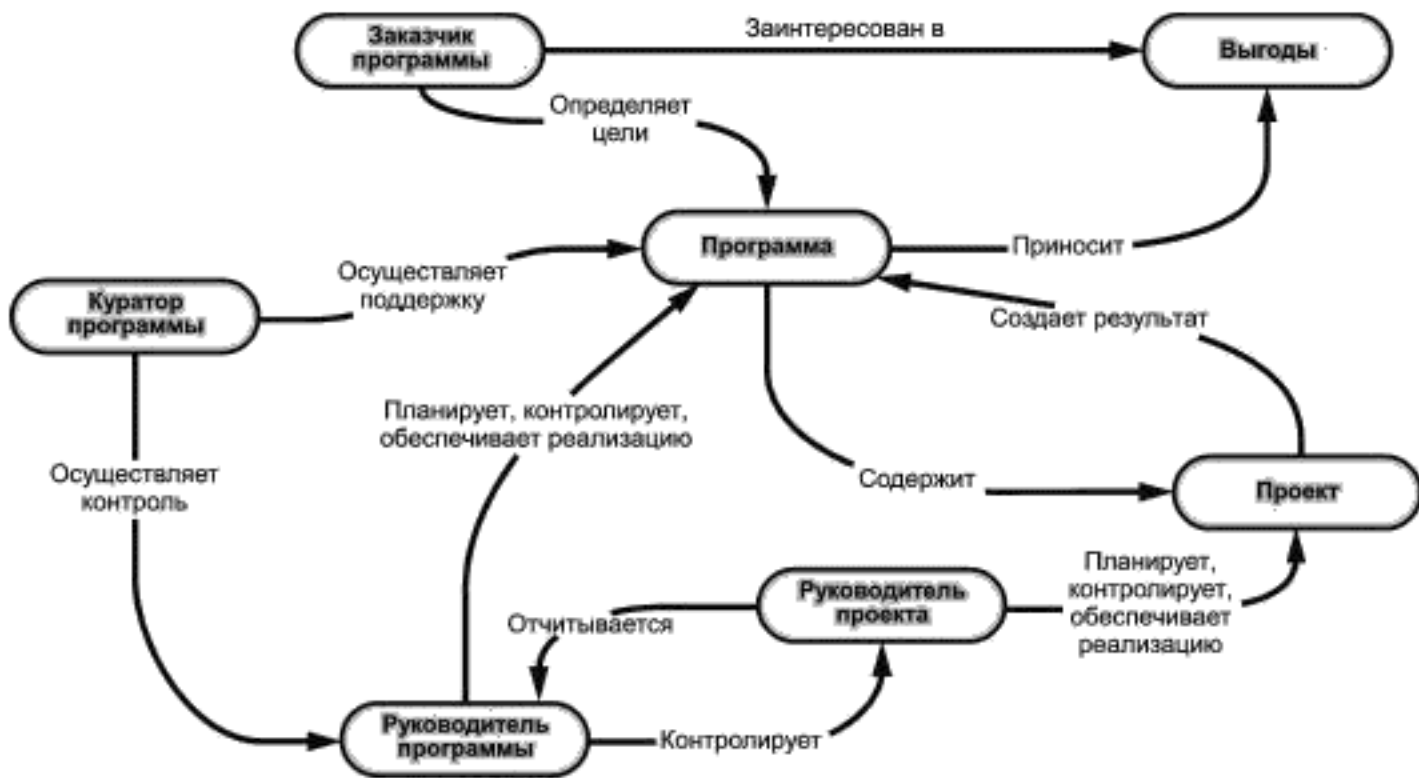 Заказчик
программы
Заинтересован в
Выгоды
Определяет
цели
Программа
Приносит
Осуществляет
поддержку
Куратор
программы
Создает результат
Планирует, контролирует,
обеспечивает реализацию
Осуществляет
контроль
Содержит
Проект
Планирует,
контролирует,
обеспечивает
реализацию
Руководитель
проекта
Отчитывается
Руководитель
программы
Контролирует